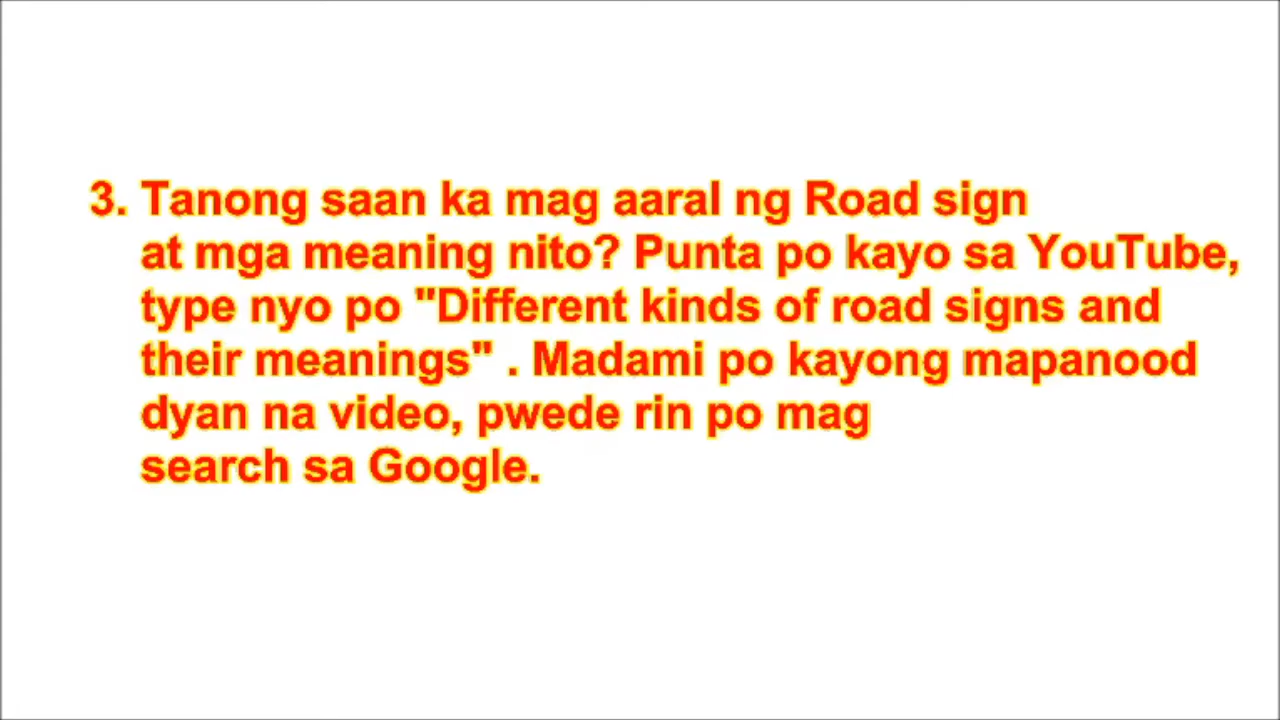 3. Tanong saan ka mag aaral ng Road sign
at mga meaning nito? Punta po kayo sa YouTube,
type nyo po "Different kinds of road signs and
their meanings" . Madami po kayong mapanood
dyan na video, pwede rin po mag
search sa Google.